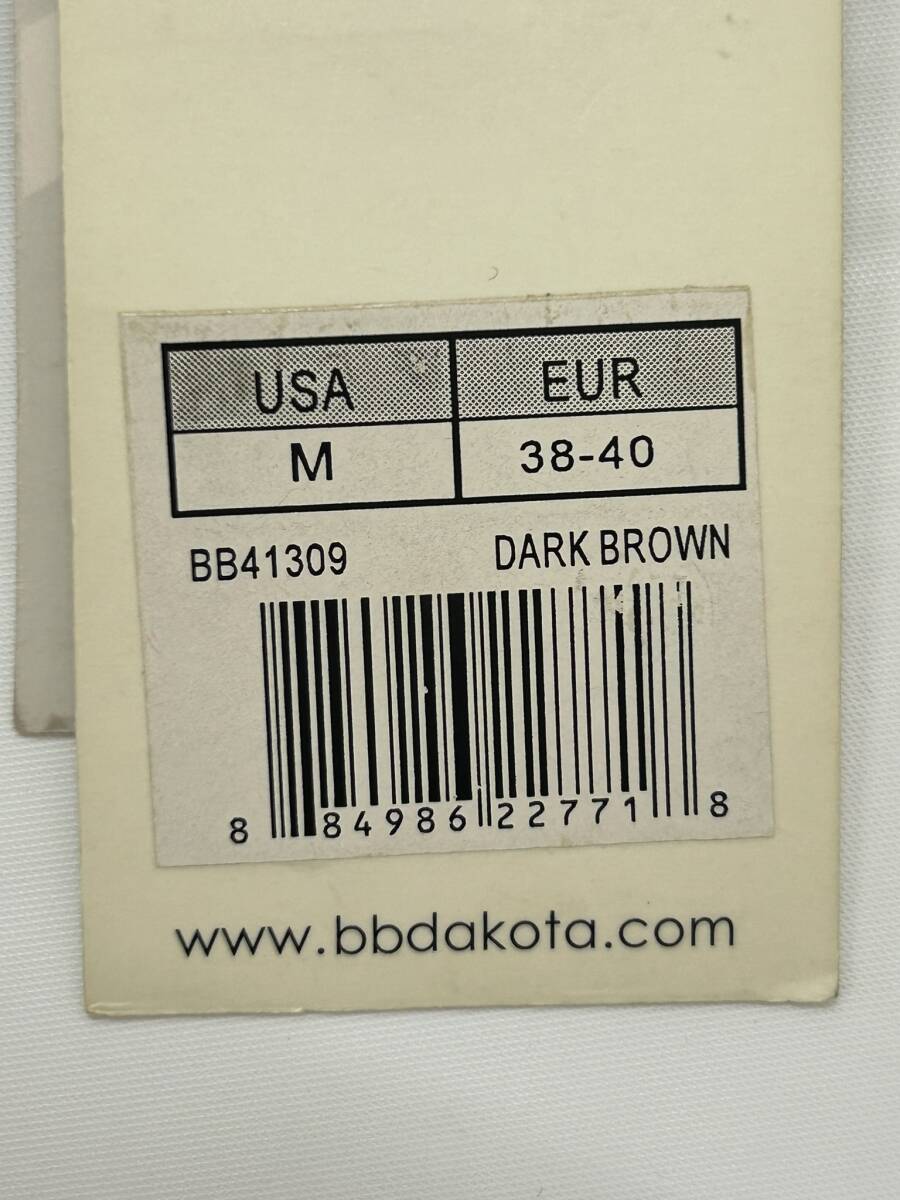 USA EUR
M 38-40
BB41309 DARK BROWN
8 84986 22771 8
www.bbdakota.com